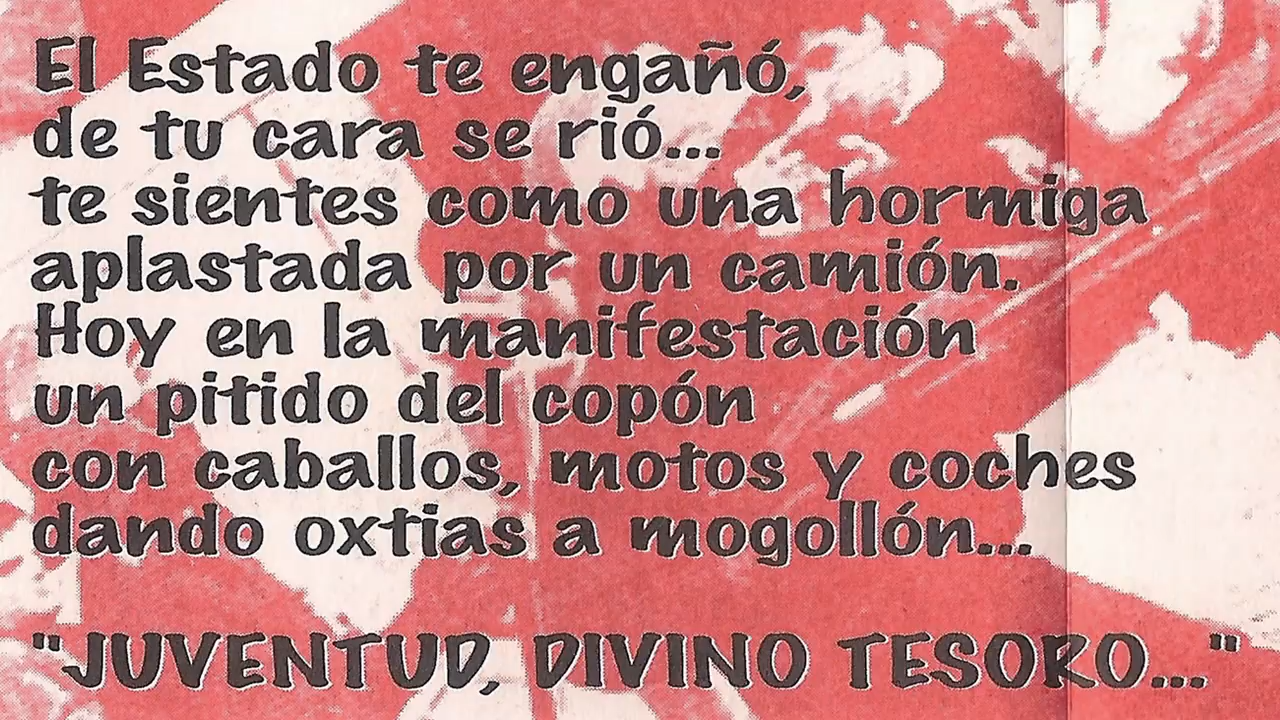 El Estado te engañó,
de tu cara se rió...
te sientes como una hormiga
aplastada por un camión.
Hoy en la manifestación
un pitido del copón
con caballos, motos y coches
dando oxtias a mogollón...
"JUVENTUD, DIVINO TESORO..."